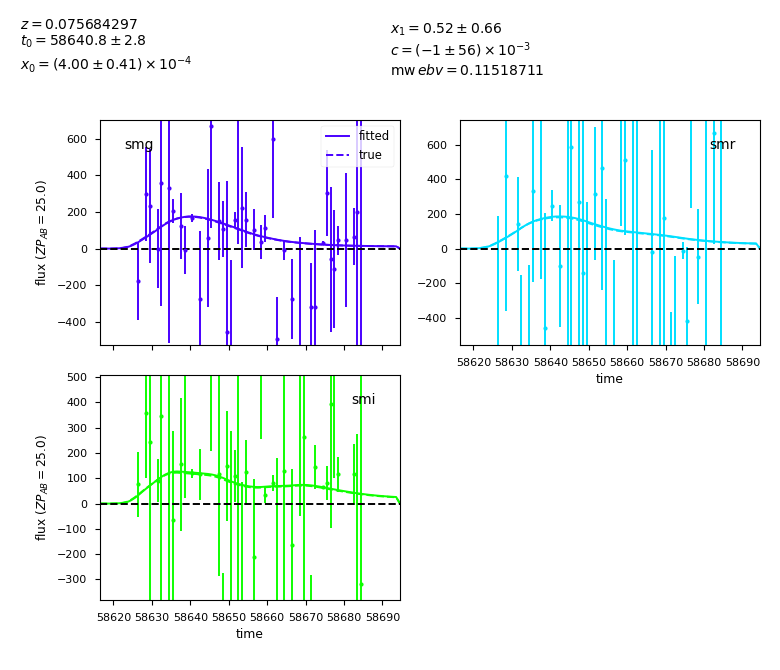 z = 0.075684297
t₀ = 58640.8 ± 2.8
x₀ = (4.00 ± 0.41) × 10⁻⁴
x₁ = 0.52 ± 0.66
c = (−1 ± 56) × 10⁻³
mw ebv = 0.11518711
smg
fitted
true
600
400
200
0
−200
−400
flux (ZP_AB = 25.0)
smr
600
400
200
0
−200
−400
58620 58630 58640 58650 58660 58670 58680 58690
time
smi
500
400
300
200
100
0
−100
−200
−300
flux (ZP_AB = 25.0)
58620 58630 58640 58650 58660 58670 58680 58690
time